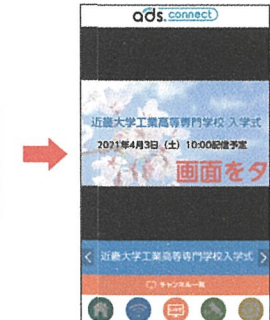 ads.connect
近畿大学工業高等専門学校 入学式
2021年4月3日（土）10:00配信予定
画面をタ
近畿大学工業高等専門学校入学式
チャンネル一覧